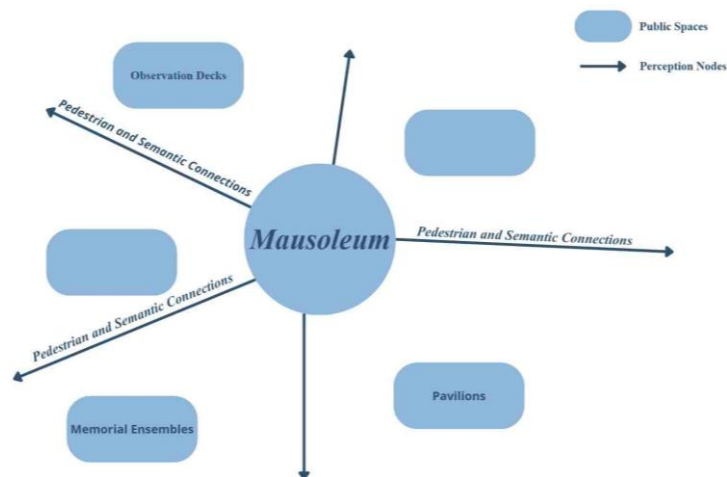 Public Spaces
Perception Nodes
Observation Decks
Pedestrian and Semantic Connections
Mausoleum
Pedestrian and Semantic Connections
Pedestrian and Semantic Connections
Pavilions
Memorial Ensembles